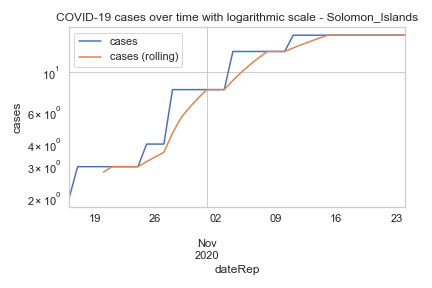 COVID-19 cases over time with logarithmic scale - Solomon_Islands
cases
cases (rolling)
10¹
6 × 10⁰
4 × 10⁰
3 × 10⁰
2 × 10⁰
cases
19 26 02 09 16 23
Nov
2020
dateRep